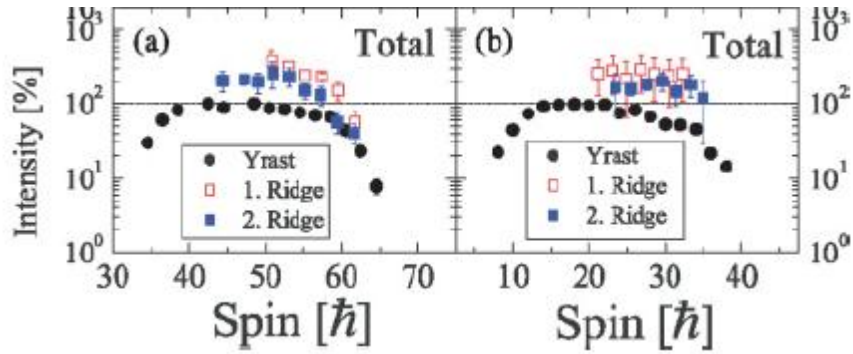 10³ (a) Total (b) Total 10³
10² 10²
10¹ Yrast Yrast 10¹
1. Ridge 1. Ridge
2. Ridge 2. Ridge
10⁰ 10⁰
30 40 50 60 70 10 20 30 40
Intensity [%]
Spin [ħ] Spin [ħ]